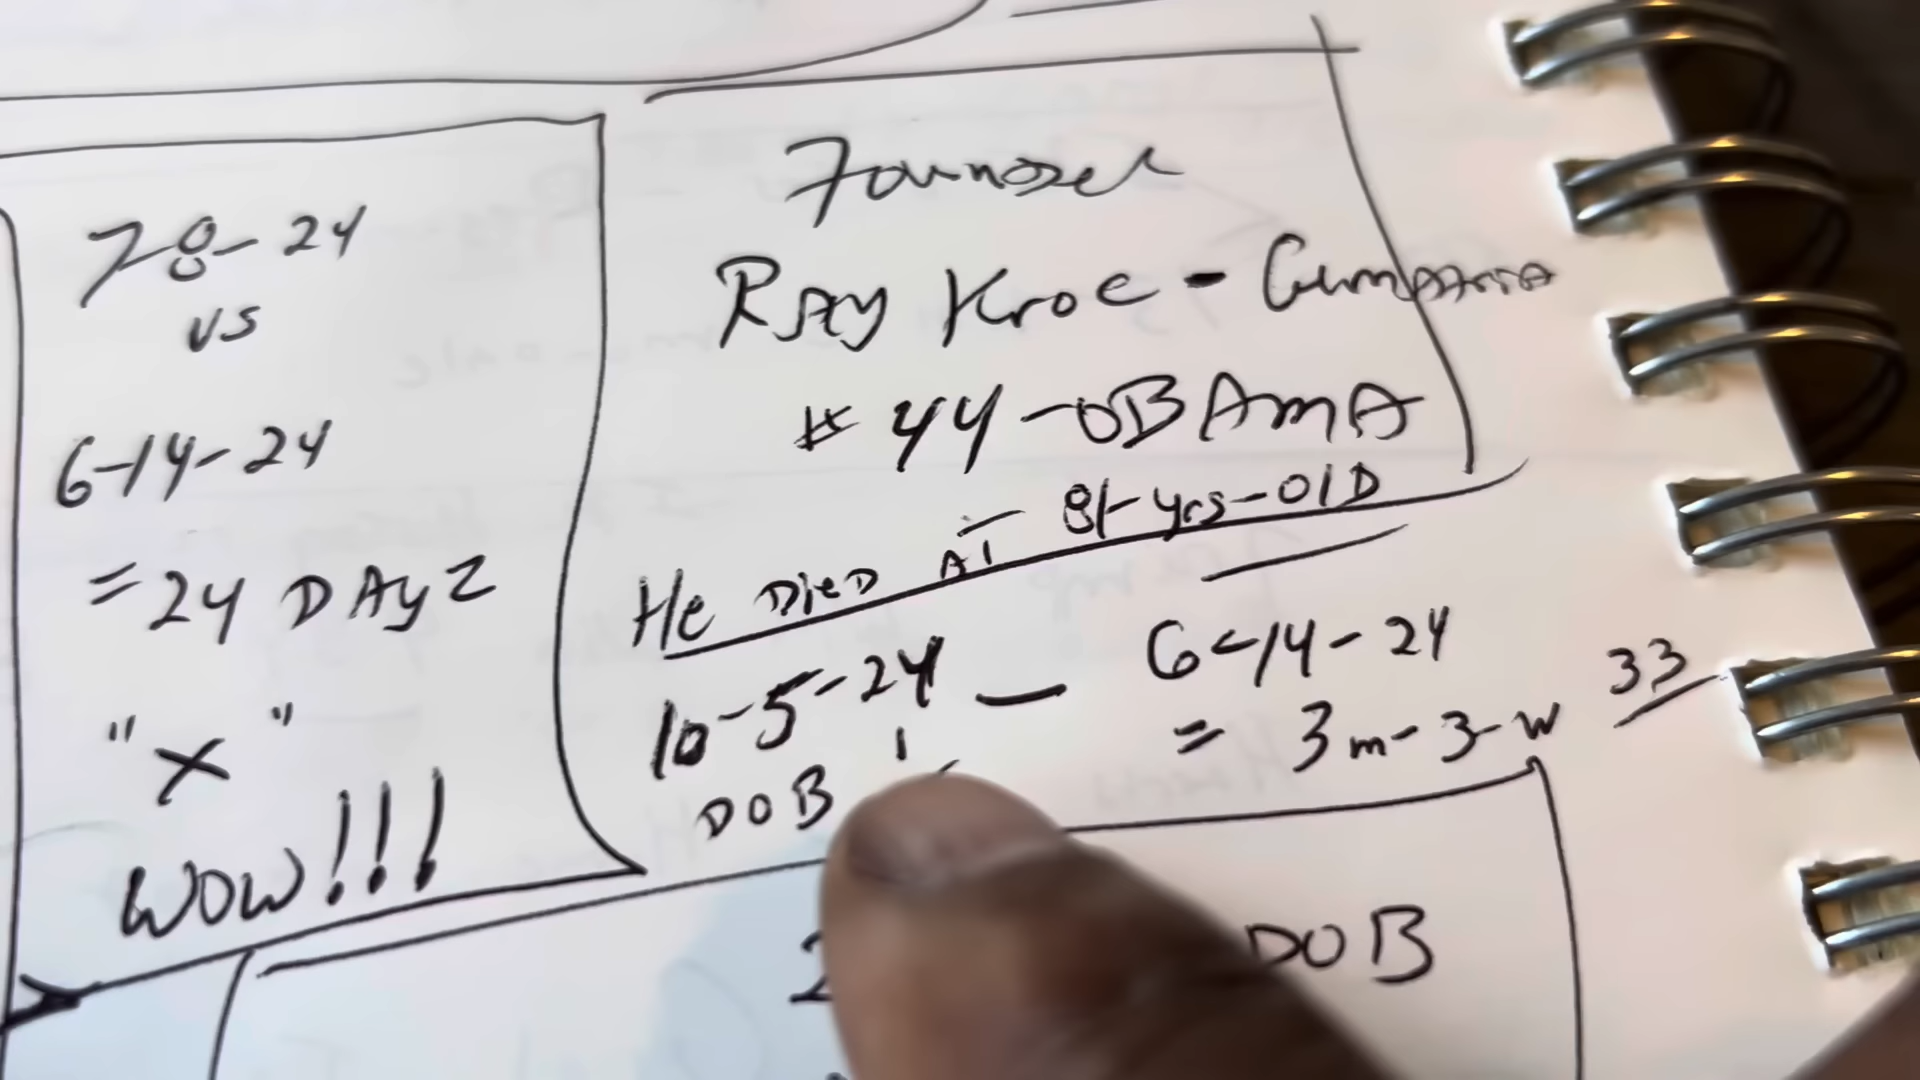 7-8-24
vs
6-14-24
= 24 DAyz
"X"
WOW!!!
Founder
RAy Kroc - Gematria
# 44 - OBAmA
He DieD AT - 81-yrs-OlD
10-5-24 — 6-14-24
DOB = 3m-3-w 33
DOB